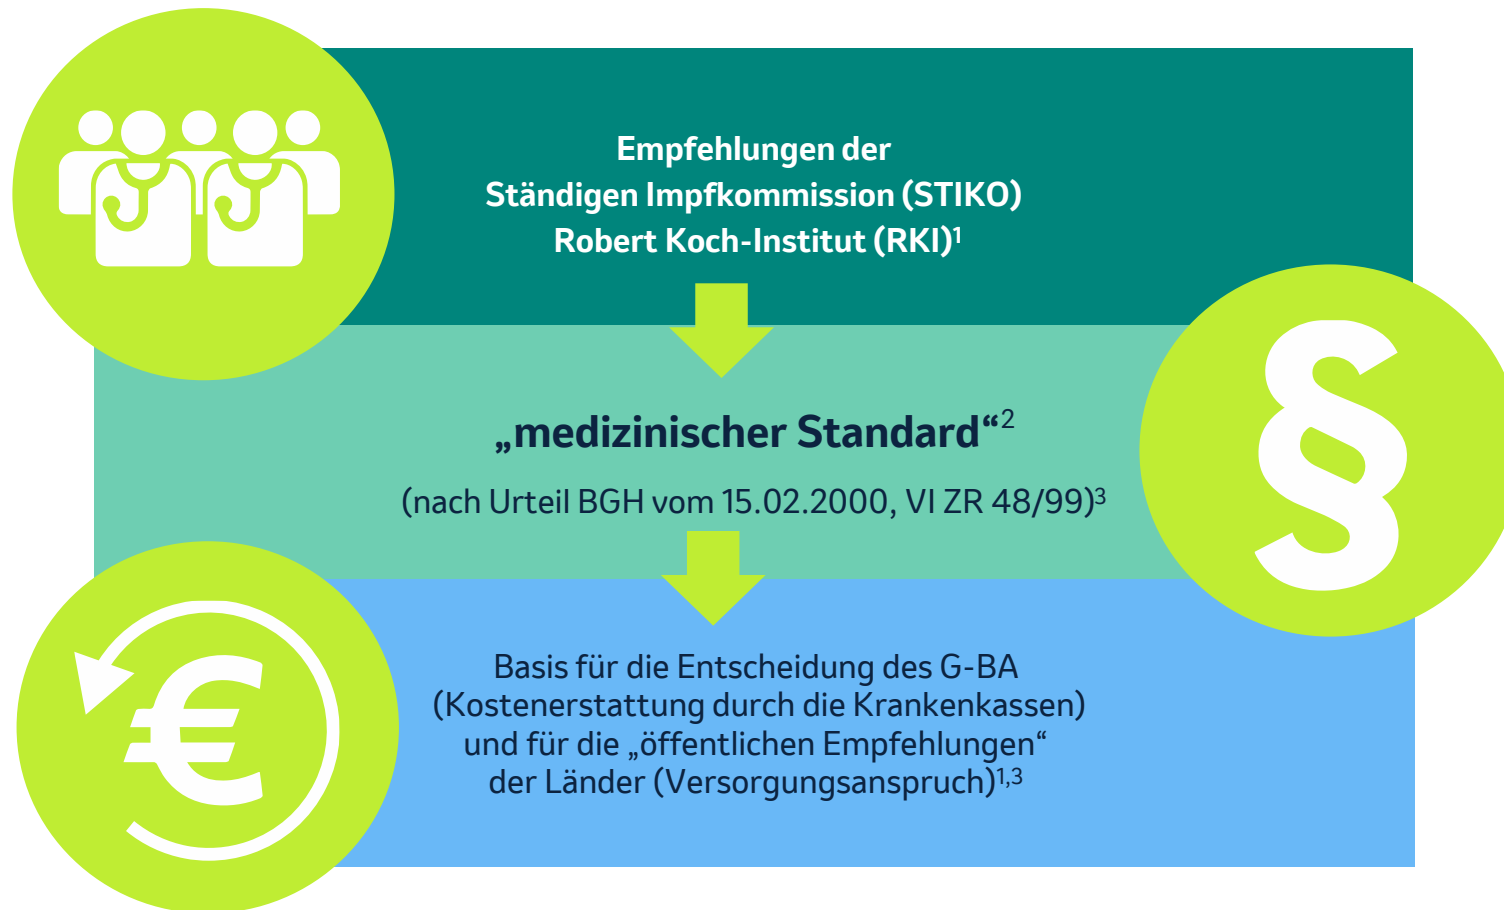 Empfehlungen der
Ständigen Impfkommission (STIKO)
Robert Koch-Institut (RKI)¹
„medizinischer Standard“²
(nach Urteil BGH vom 15.02.2000, VI ZR 48/99)³
Basis für die Entscheidung des G-BA
(Kostenerstattung durch die Krankenkassen)
und für die „öffentlichen Empfehlungen“
der Länder (Versorgungsanspruch)¹,³
§
€